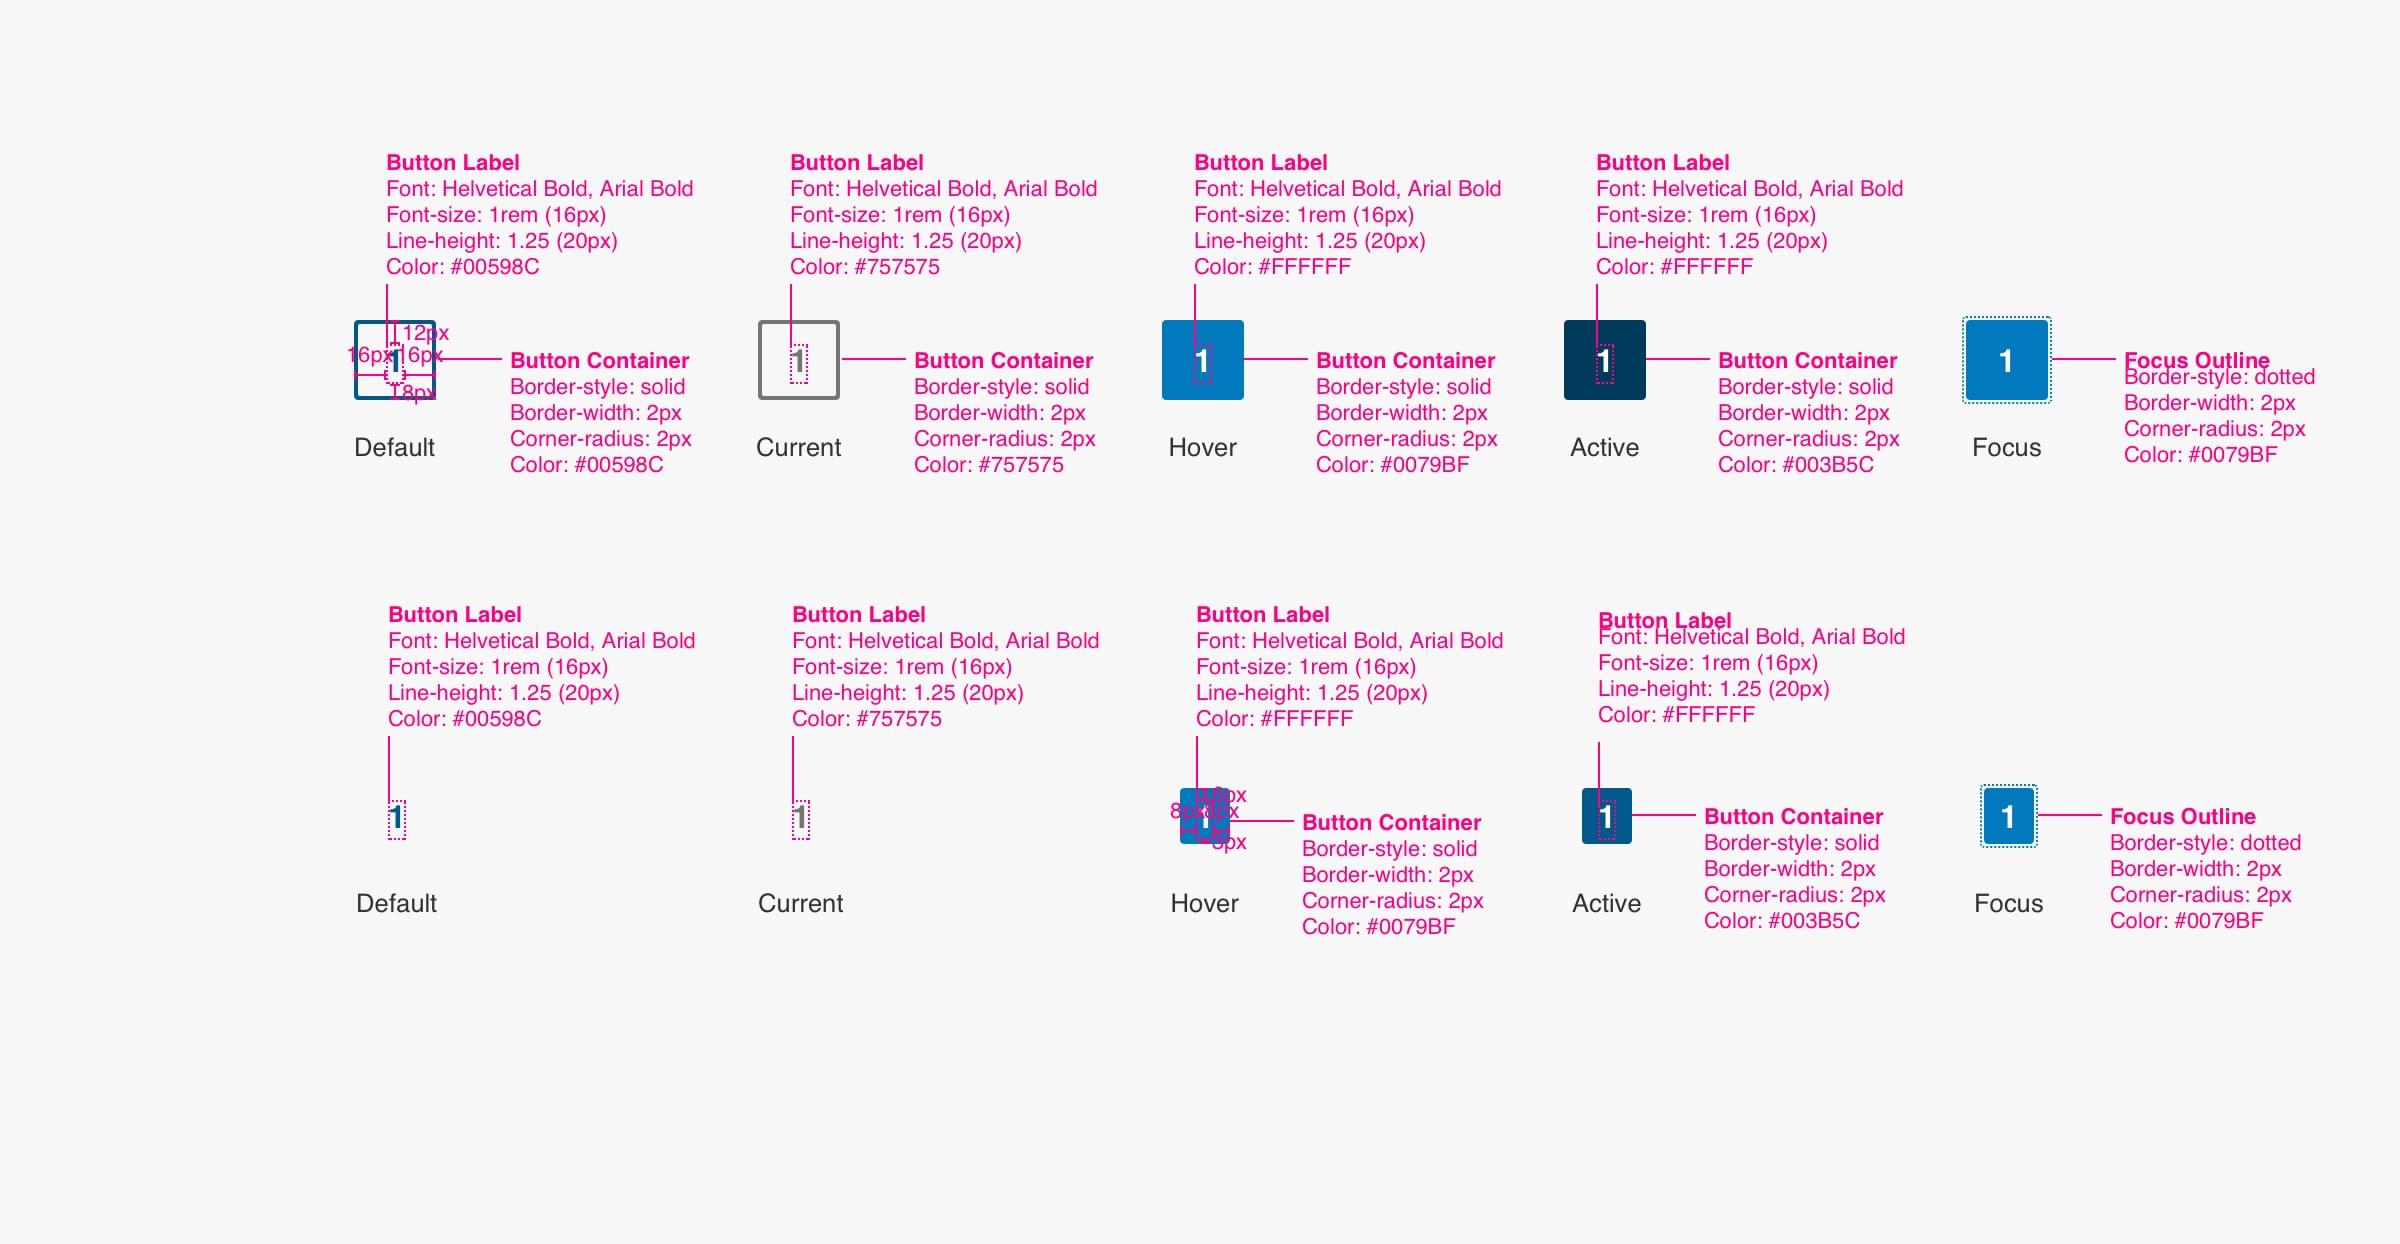 Button Label
Font: Helvetical Bold, Arial Bold
Font-size: 1rem (16px)
Line-height: 1.25 (20px)
Color: #00598C
12px
16px 16px
1
8px
Button Container
Border-style: solid
Border-width: 2px
Corner-radius: 2px
Color: #00598C
Default
Button Label
Font: Helvetical Bold, Arial Bold
Font-size: 1rem (16px)
Line-height: 1.25 (20px)
Color: #757575
1
Button Container
Border-style: solid
Border-width: 2px
Corner-radius: 2px
Color: #757575
Current
Button Label
Font: Helvetical Bold, Arial Bold
Font-size: 1rem (16px)
Line-height: 1.25 (20px)
Color: #FFFFFF
1
Button Container
Border-style: solid
Border-width: 2px
Corner-radius: 2px
Color: #0079BF
Hover
Button Label
Font: Helvetical Bold, Arial Bold
Font-size: 1rem (16px)
Line-height: 1.25 (20px)
Color: #FFFFFF
1
Button Container
Border-style: solid
Border-width: 2px
Corner-radius: 2px
Color: #003B5C
Active
1
Focus Outline
Border-style: dotted
Border-width: 2px
Corner-radius: 2px
Color: #0079BF
Focus
Button Label
Font: Helvetical Bold, Arial Bold
Font-size: 1rem (16px)
Line-height: 1.25 (20px)
Color: #00598C
1
Default
Button Label
Font: Helvetical Bold, Arial Bold
Font-size: 1rem (16px)
Line-height: 1.25 (20px)
Color: #757575
1
Current
Button Label
Font: Helvetical Bold, Arial Bold
Font-size: 1rem (16px)
Line-height: 1.25 (20px)
Color: #FFFFFF
8px 8px
1
Button Container
Border-style: solid
Border-width: 2px
Corner-radius: 2px
Color: #0079BF
Hover
Button Label
Font: Helvetical Bold, Arial Bold
Font-size: 1rem (16px)
Line-height: 1.25 (20px)
Color: #FFFFFF
1
Button Container
Border-style: solid
Border-width: 2px
Corner-radius: 2px
Color: #003B5C
Active
1
Focus Outline
Border-style: dotted
Border-width: 2px
Corner-radius: 2px
Color: #0079BF
Focus